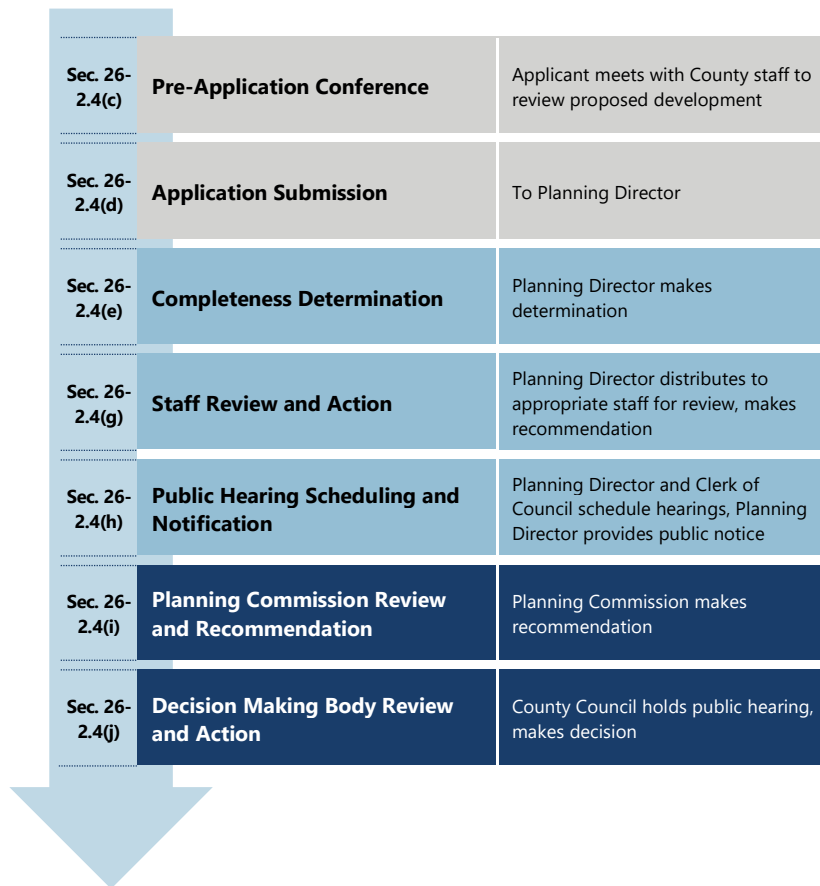 Sec. 26-
2.4(c)
Pre-Application Conference
Applicant meets with County staff to
review proposed development
Sec. 26-
2.4(d)
Application Submission
To Planning Director
Sec. 26-
2.4(e)
Completeness Determination
Planning Director makes
determination
Sec. 26-
2.4(g)
Staff Review and Action
Planning Director distributes to
appropriate staff for review, makes
recommendation
Sec. 26-
2.4(h)
Public Hearing Scheduling and
Notification
Planning Director and Clerk of
Council schedule hearings, Planning
Director provides public notice
Sec. 26-
2.4(i)
Planning Commission Review
and Recommendation
Planning Commission makes
recommendation
Sec. 26-
2.4(j)
Decision Making Body Review
and Action
County Council holds public hearing,
makes decision